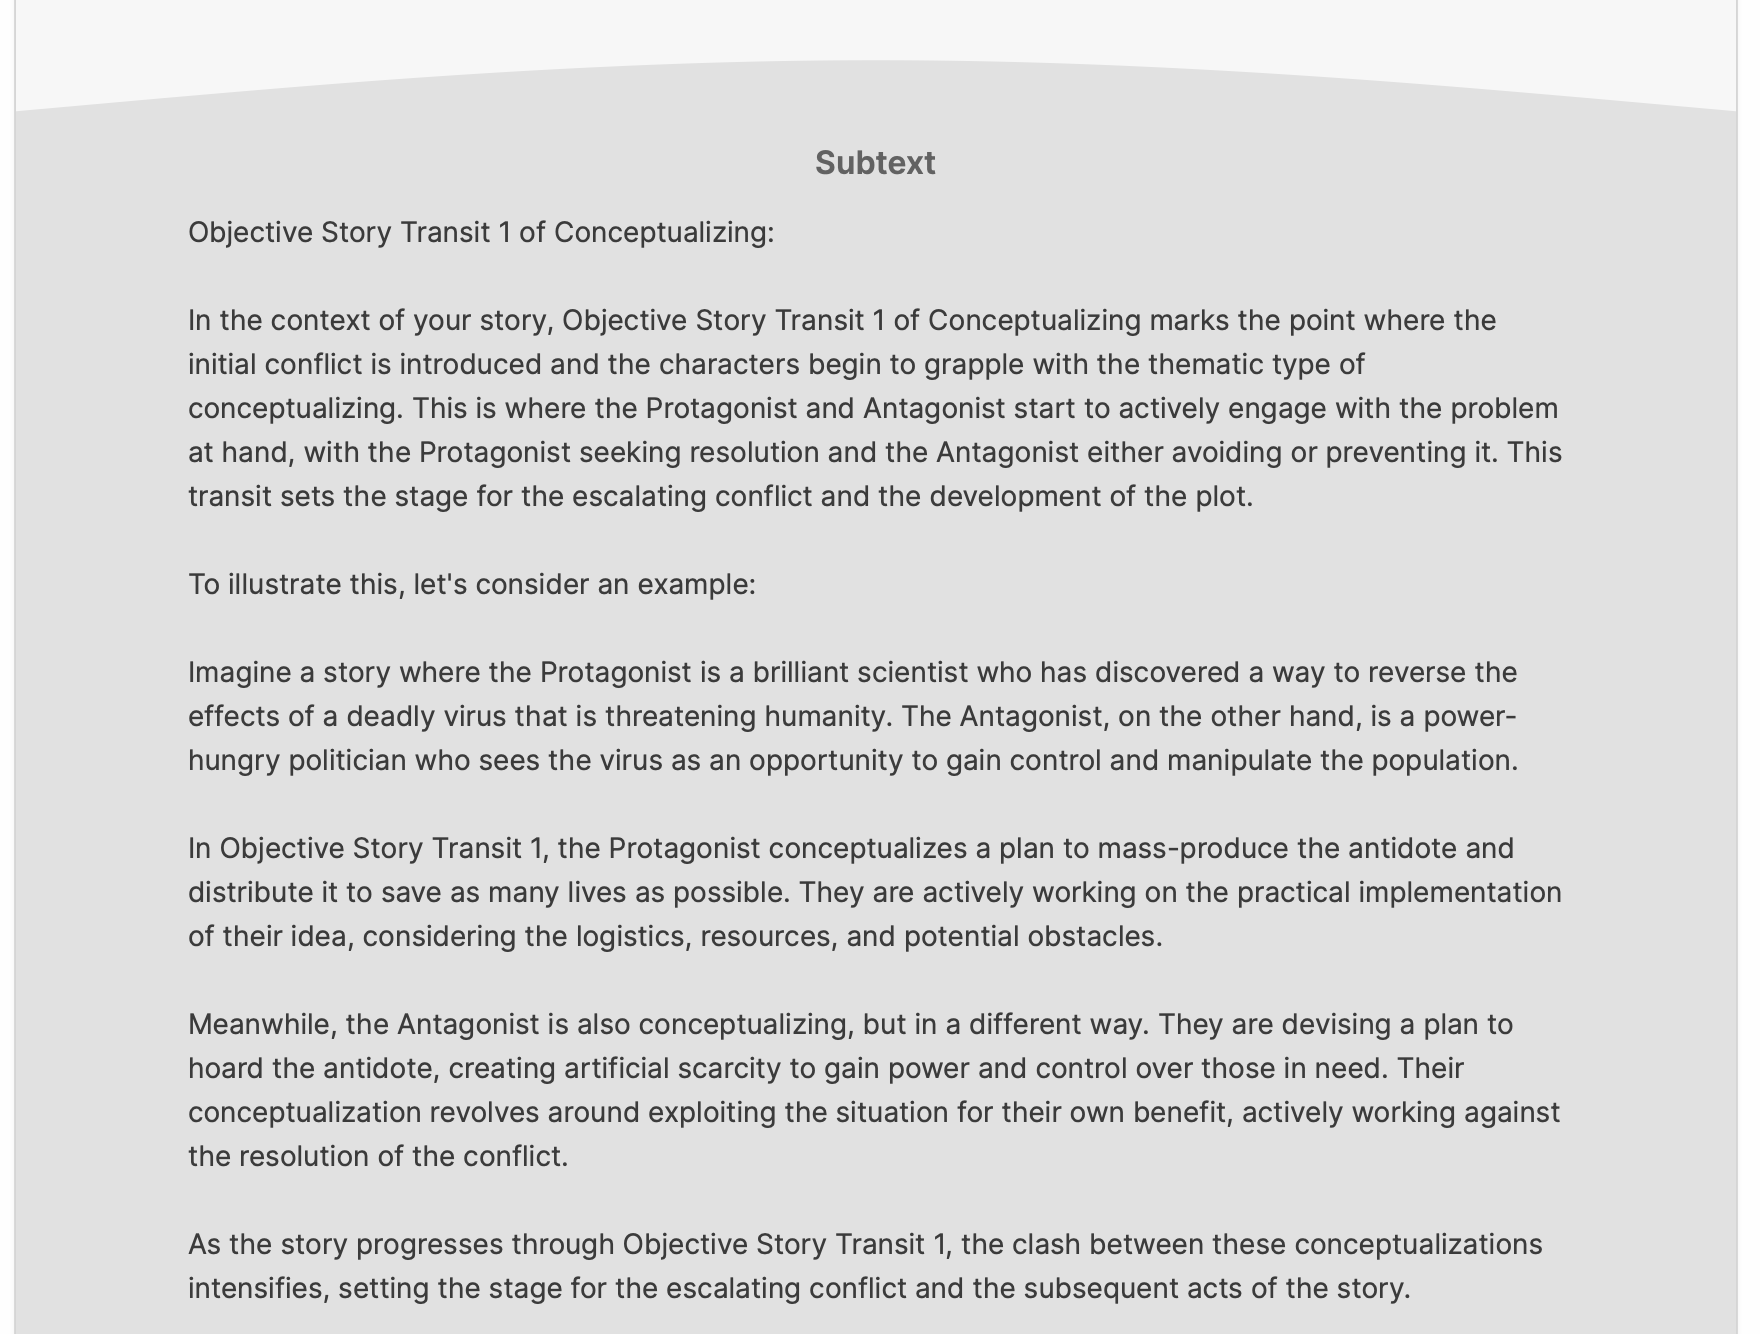 Subtext
Objective Story Transit 1 of Conceptualizing:
In the context of your story, Objective Story Transit 1 of Conceptualizing marks the point where the
initial conflict is introduced and the characters begin to grapple with the thematic type of
conceptualizing. This is where the Protagonist and Antagonist start to actively engage with the problem
at hand, with the Protagonist seeking resolution and the Antagonist either avoiding or preventing it. This
transit sets the stage for the escalating conflict and the development of the plot.
To illustrate this, let's consider an example:
Imagine a story where the Protagonist is a brilliant scientist who has discovered a way to reverse the
effects of a deadly virus that is threatening humanity. The Antagonist, on the other hand, is a power-
hungry politician who sees the virus as an opportunity to gain control and manipulate the population.
In Objective Story Transit 1, the Protagonist conceptualizes a plan to mass-produce the antidote and
distribute it to save as many lives as possible. They are actively working on the practical implementation
of their idea, considering the logistics, resources, and potential obstacles.
Meanwhile, the Antagonist is also conceptualizing, but in a different way. They are devising a plan to
hoard the antidote, creating artificial scarcity to gain power and control over those in need. Their
conceptualization revolves around exploiting the situation for their own benefit, actively working against
the resolution of the conflict.
As the story progresses through Objective Story Transit 1, the clash between these conceptualizations
intensifies, setting the stage for the escalating conflict and the subsequent acts of the story.